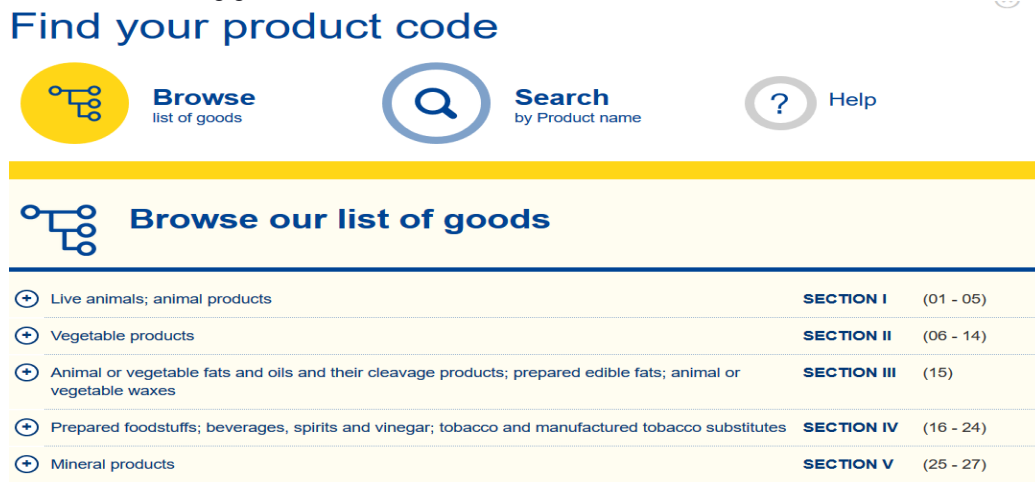 Find your product code
Browse
list of goods
Search
by Product name
? Help
Browse our list of goods
Live animals; animal products SECTION I (01 - 05)
Vegetable products SECTION II (06 - 14)
Animal or vegetable fats and oils and their cleavage products; prepared edible fats; animal or SECTION III (15)
vegetable waxes
Prepared foodstuffs; beverages, spirits and vinegar; tobacco and manufactured tobacco substitutes SECTION IV (16 - 24)
Mineral products SECTION V (25 - 27)